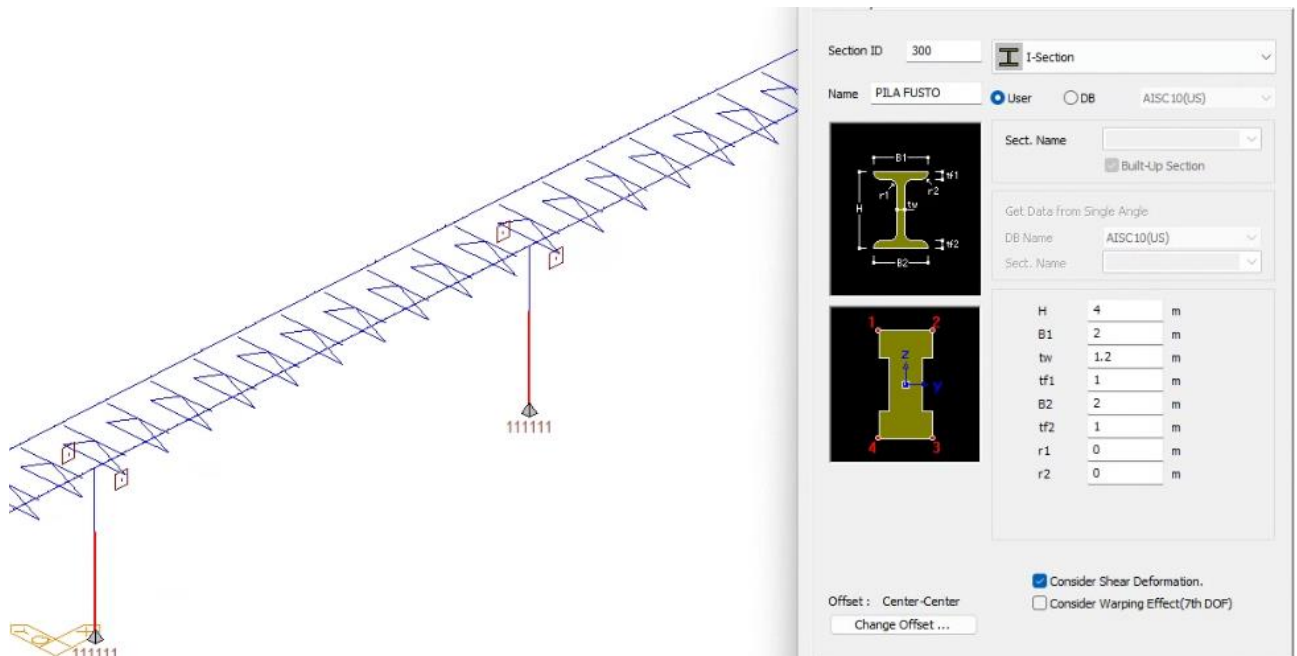 111111
111111
Section ID 300 I-Section
Name PILA FUSTO User DB AISC10(US)
Sect. Name
Built-Up Section
B1
tf1
r1 r2
H tw
tf2
B2
Get Data from Single Angle
DB Name AISC10(US)
Sect. Name
1 2
z
y
4 3
H 4 m
B1 2 m
tw 1.2 m
tf1 1 m
B2 2 m
tf2 1 m
r1 0 m
r2 0 m
Consider Shear Deformation.
Offset : Center-Center Consider Warping Effect(7th DOF)
Change Offset ...